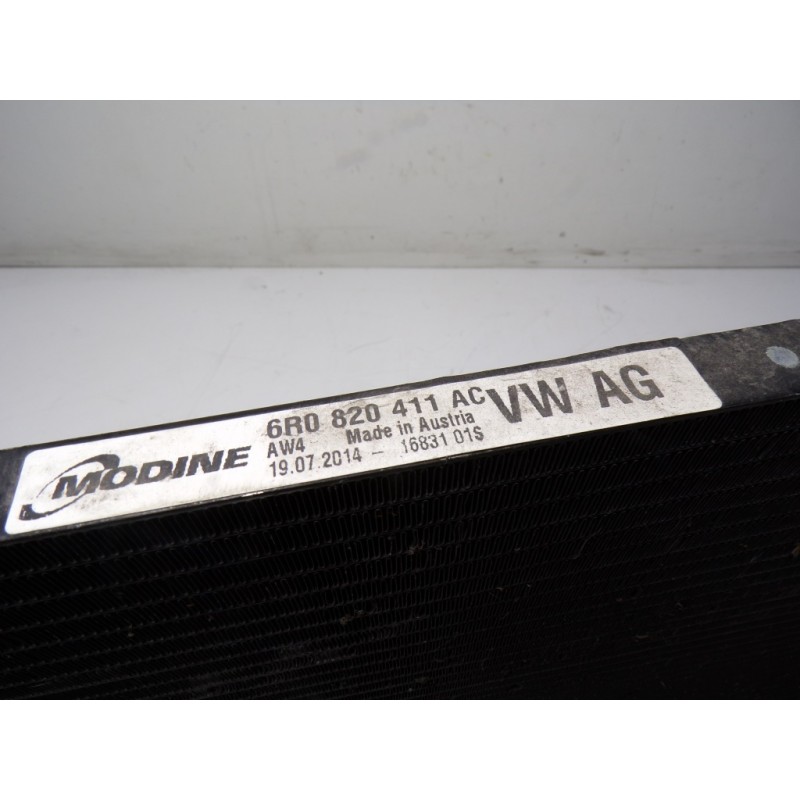 MODINE
6R0 820 411 AC VW AG
AW4 Made in Austria
19.07.2014 - 16831 01S